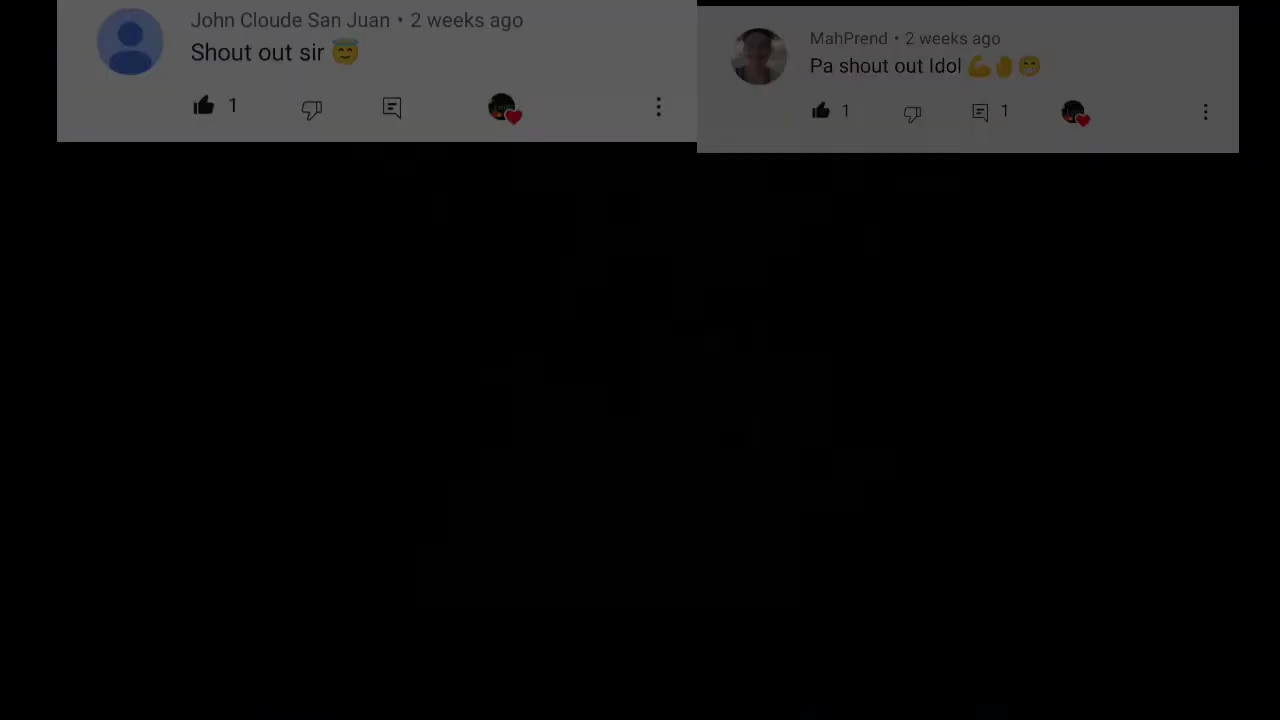 John Cloude San Juan • 2 weeks ago
Shout out sir 😇
1
MahPrend • 2 weeks ago
Pa shout out Idol 💪🤚😁
1 1